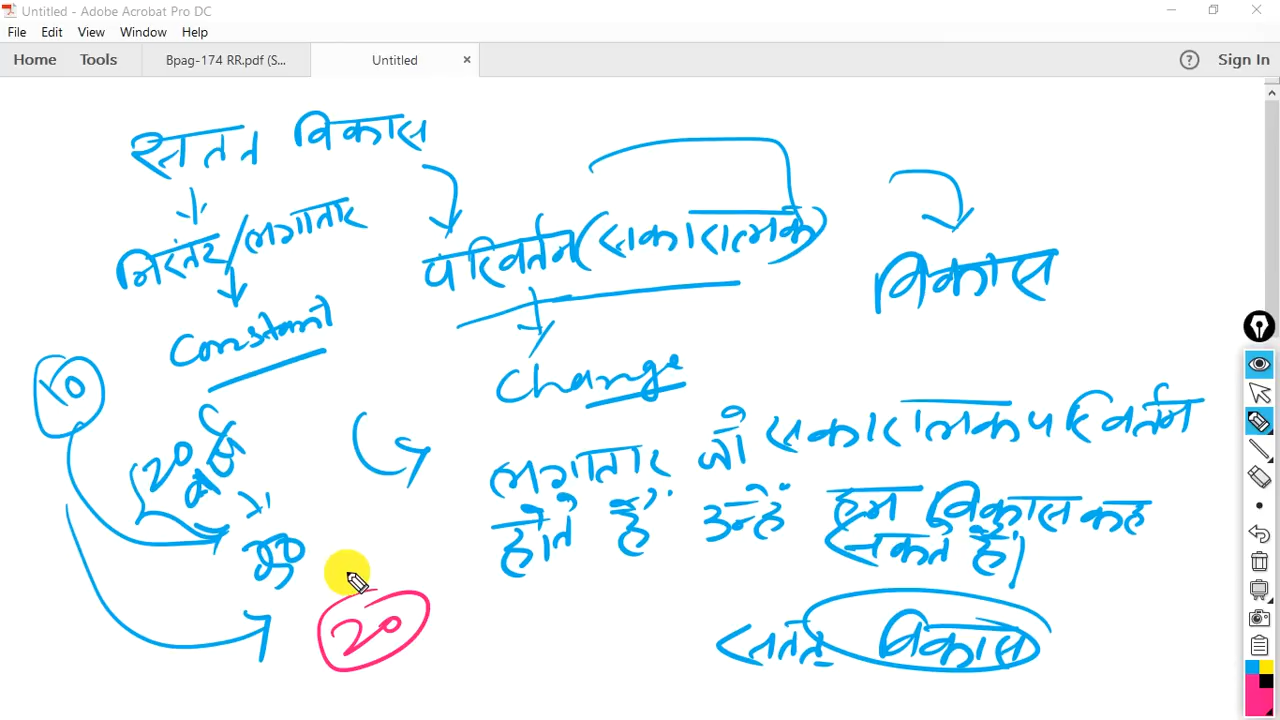 Untitled - Adobe Acrobat Pro DC
File Edit View Window Help
Home Tools Bpag-174 RR.pdf (S... Untitled × ? Sign In
सतत विकास
निरंतर/लगातार
Constant
परिवर्तन (सकारात्मक)
Change
विकास
10
20
लगातार जो सकारात्मक परिवर्तन
होते हैं, उन्हें हम विकास कह
सकते हैं।
20
सतत विकास